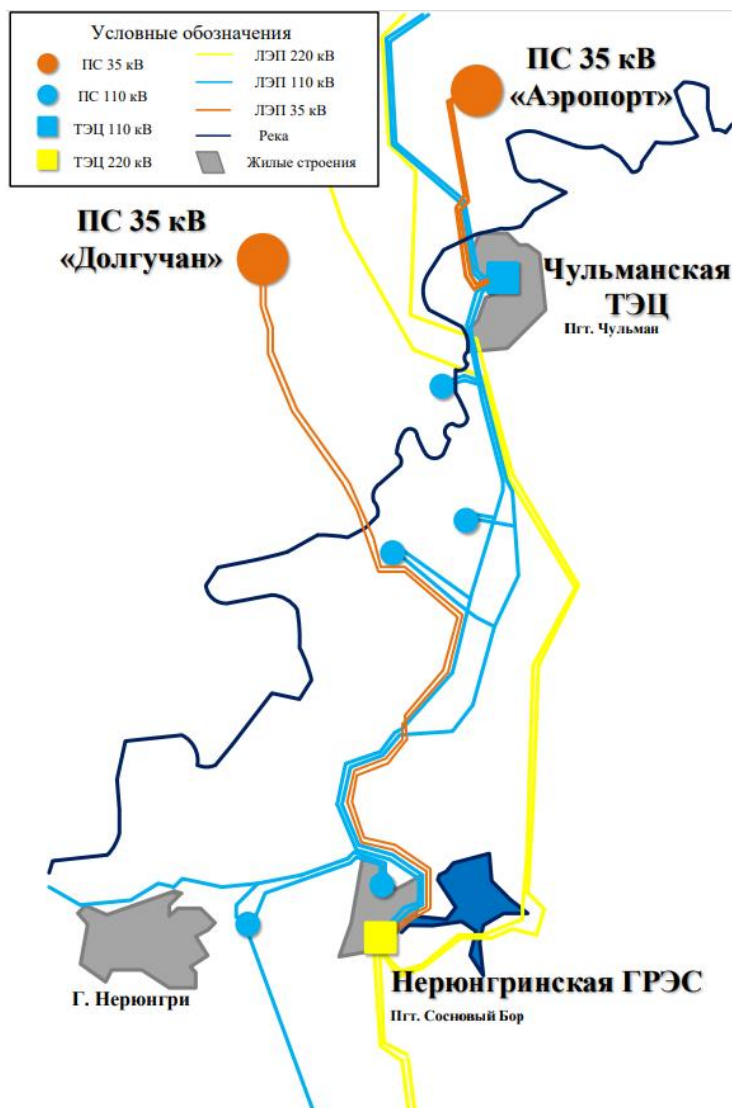 Условные обозначения
ПС 35 кВ
ПС 110 кВ
ТЭЦ 110 кВ
ТЭЦ 220 кВ
ЛЭП 220 кВ
ЛЭП 110 кВ
ЛЭП 35 кВ
Река
Жилые строения
ПС 35 кВ
«Аэропорт»
ПС 35 кВ
«Долгучан»
Чульманская
ТЭЦ
Пгт. Чульман
Нерюнгринская ГРЭС
Пгт. Сосновый Бор
Г. Нерюнгри